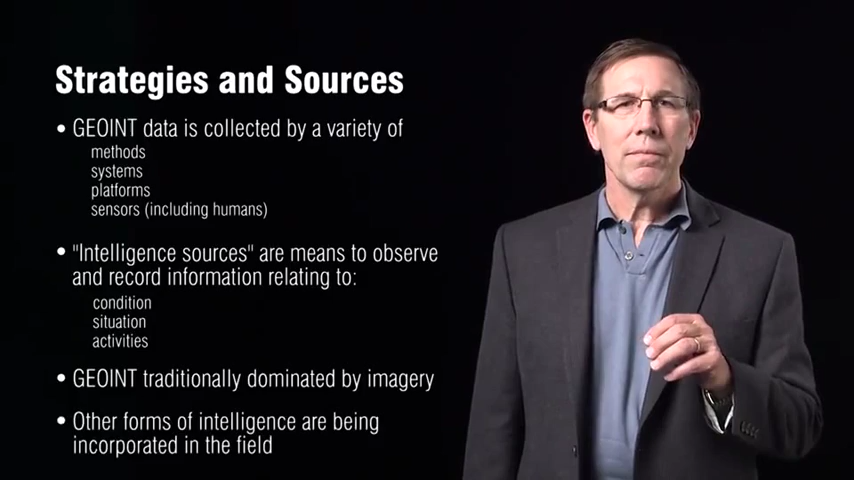 Strategies and Sources
• GEOINT data is collected by a variety of
methods
systems
platforms
sensors (including humans)
• "Intelligence sources" are means to observe
and record information relating to:
condition
situation
activities
• GEOINT traditionally dominated by imagery
• Other forms of intelligence are being
incorporated in the field